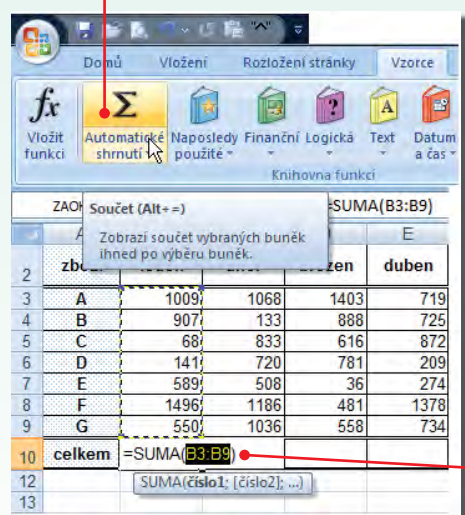 Domů Vložení Rozložení stránky Vzorce
fx Σ ? A
Vložit funkci Automatické shrnutí Naposledy použité Finanční Logická Text Datum a čas
Knihovna funkcí
=SUMA(B3:B9)
Součet (Alt+=)
Zobrazí součet vybraných buněk
ihned po výběru buněk.
E
2 duben
3 A 1009 1068 1403 719
4 B 907 133 888 725
5 C 68 833 616 872
6 D 141 720 781 209
7 E 589 508 36 274
8 F 1496 1186 481 1378
9 G 550 1036 558 734
10 celkem =SUMA(B3:B9)
12 SUMA(číslo1; [číslo2]; ...)
13